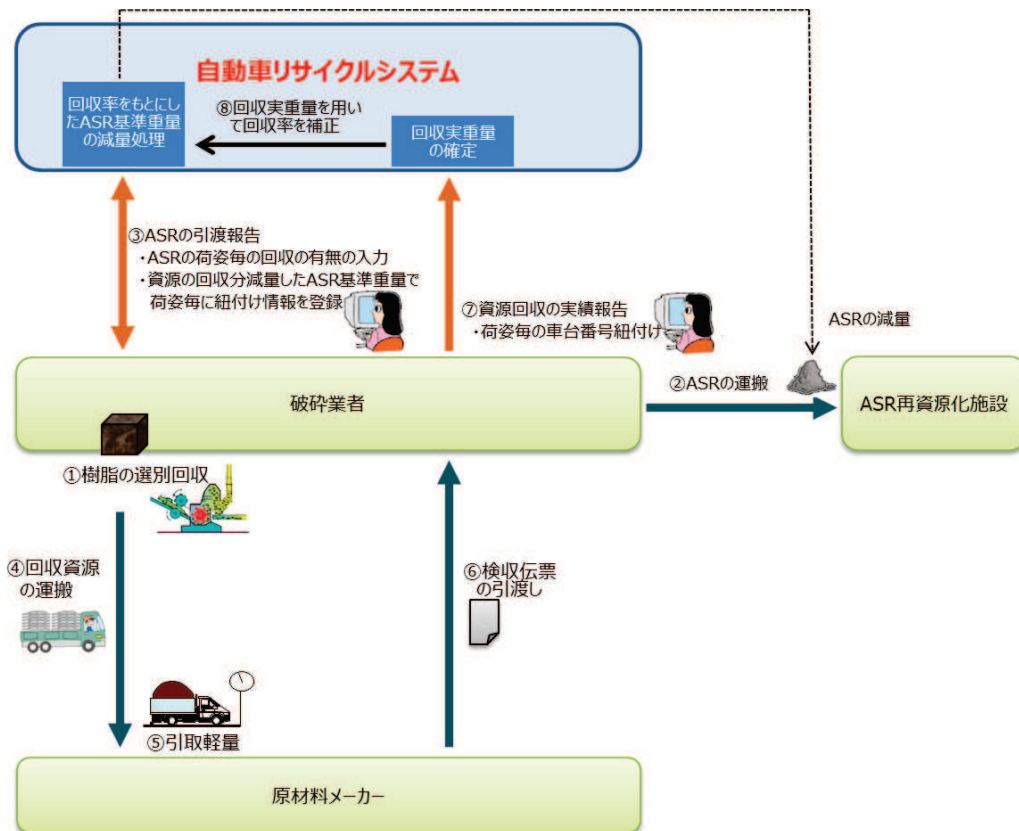 自動車リサイクルシステム
回収率をもとにし
たASR基準重量
の減量処理
⑧回収実重量を用い
て回収率を補正
回収実重量
の確定
③ASRの引渡報告
・ASRの荷姿毎の回収の有無の入力
・資源の回収分減量したASR基準重量で
荷姿毎に紐付け情報を登録
⑦資源回収の実績報告
・荷姿毎の車台番号紐付け
ASRの減量
②ASRの運搬
破砕業者
ASR再資源化施設
①樹脂の選別回収
④回収資源
の運搬
⑥検収伝票
の引渡し
⑤引取軽量
原材料メーカー